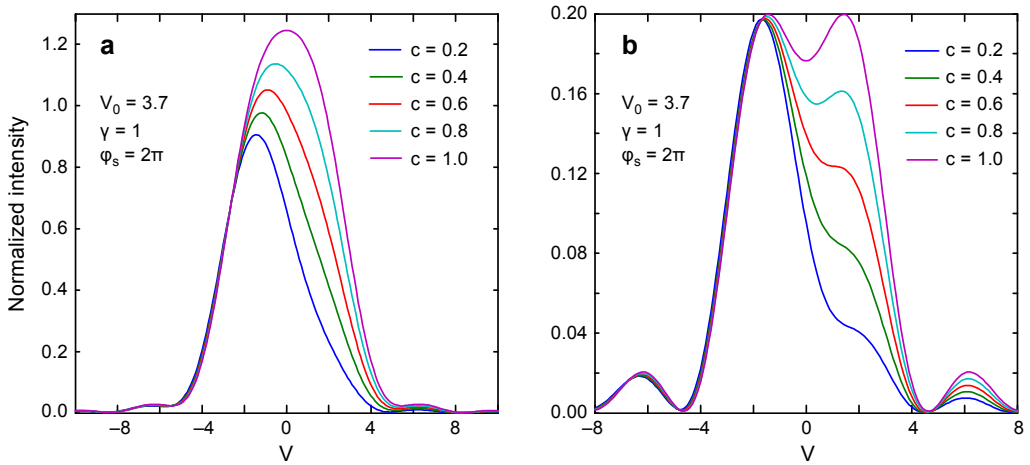 a
V₀ = 3.7
γ = 1
φₛ = 2π
c = 0.2
c = 0.4
c = 0.6
c = 0.8
c = 1.0
Normalized intensity
1.2
1.0
0.8
0.6
0.4
0.2
0.0
−8
−4
0
4
8
V
b
V₀ = 3.7
γ = 1
φₛ = 2π
c = 0.2
c = 0.4
c = 0.6
c = 0.8
c = 1.0
0.20
0.16
0.12
0.08
0.04
0.00
−8
−4
0
4
8
V